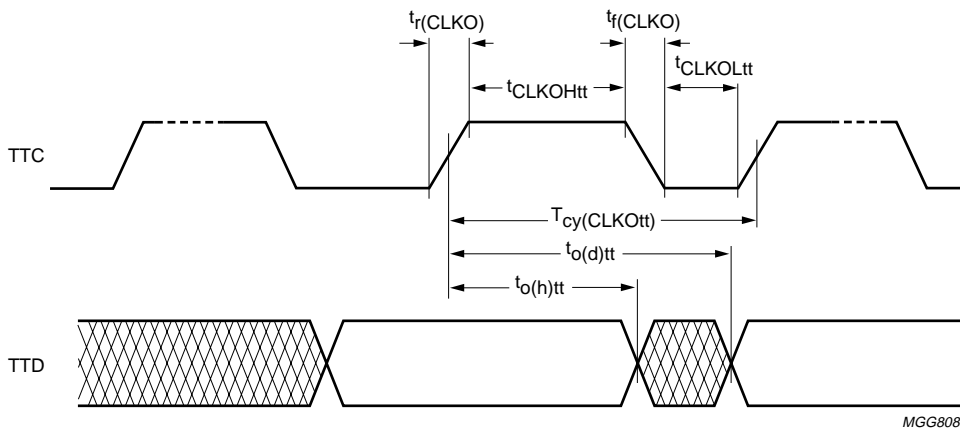 tr(CLKO)
tf(CLKO)
tCLKOHtt
tCLKOLtt
TTC
Tcy(CLKOtt)
to(d)tt
to(h)tt
TTD
MGG808